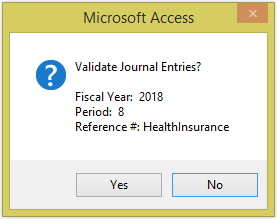 Microsoft Access
Validate Journal Entries?
Fiscal Year:  2018
Period:  8
Reference #: HealthInsurance
Yes
No